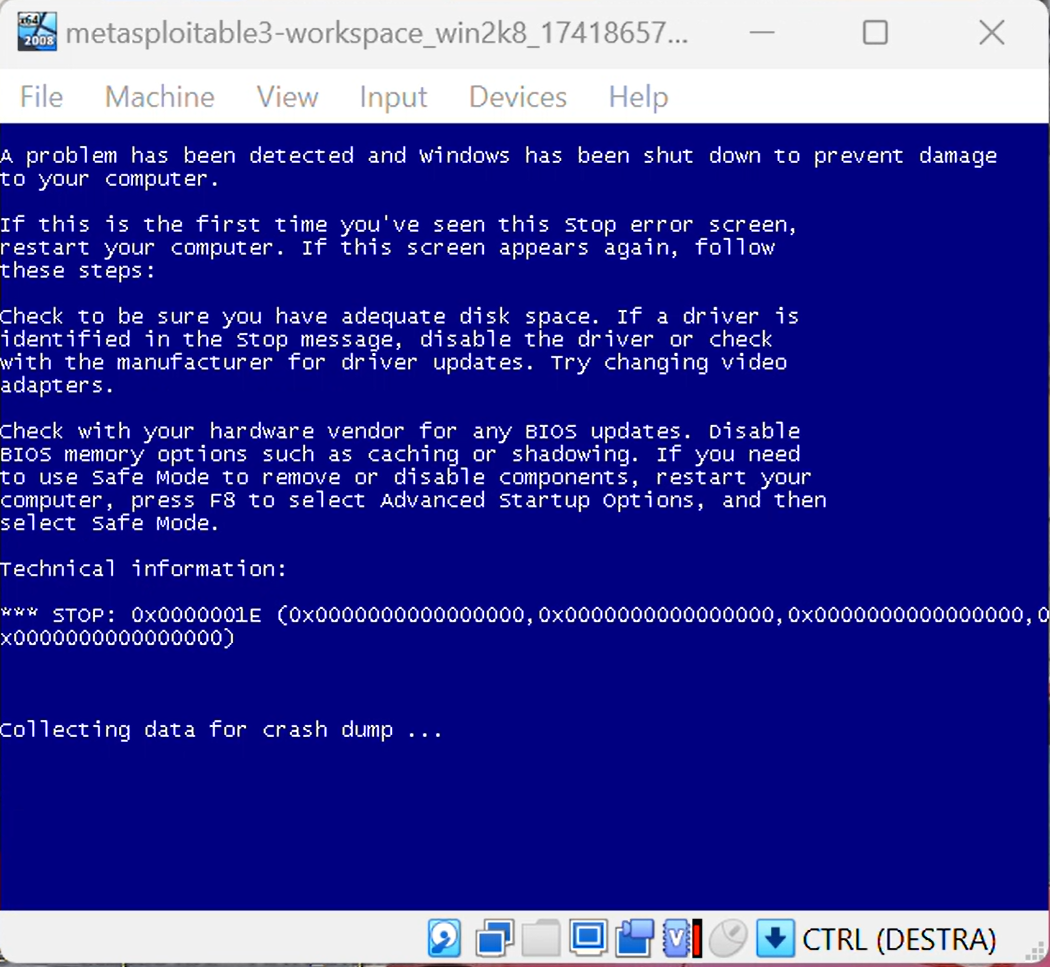 x64
2008
metasploitable3-workspace_win2k8_17418657...
File Machine View Input Devices Help
A problem has been detected and Windows has been shut down to prevent damage
to your computer.
If this is the first time you've seen this Stop error screen,
restart your computer. If this screen appears again, follow
these steps:
Check to be sure you have adequate disk space. If a driver is
identified in the Stop message, disable the driver or check
with the manufacturer for driver updates. Try changing video
adapters.
Check with your hardware vendor for any BIOS updates. Disable
BIOS memory options such as caching or shadowing. If you need
to use Safe Mode to remove or disable components, restart your
computer, press F8 to select Advanced Startup Options, and then
select Safe Mode.
Technical information:
*** STOP: 0x0000001E (0x0000000000000000,0x0000000000000000,0x0000000000000000,0
x0000000000000000)
Collecting data for crash dump ...
V
CTRL (DESTRA)